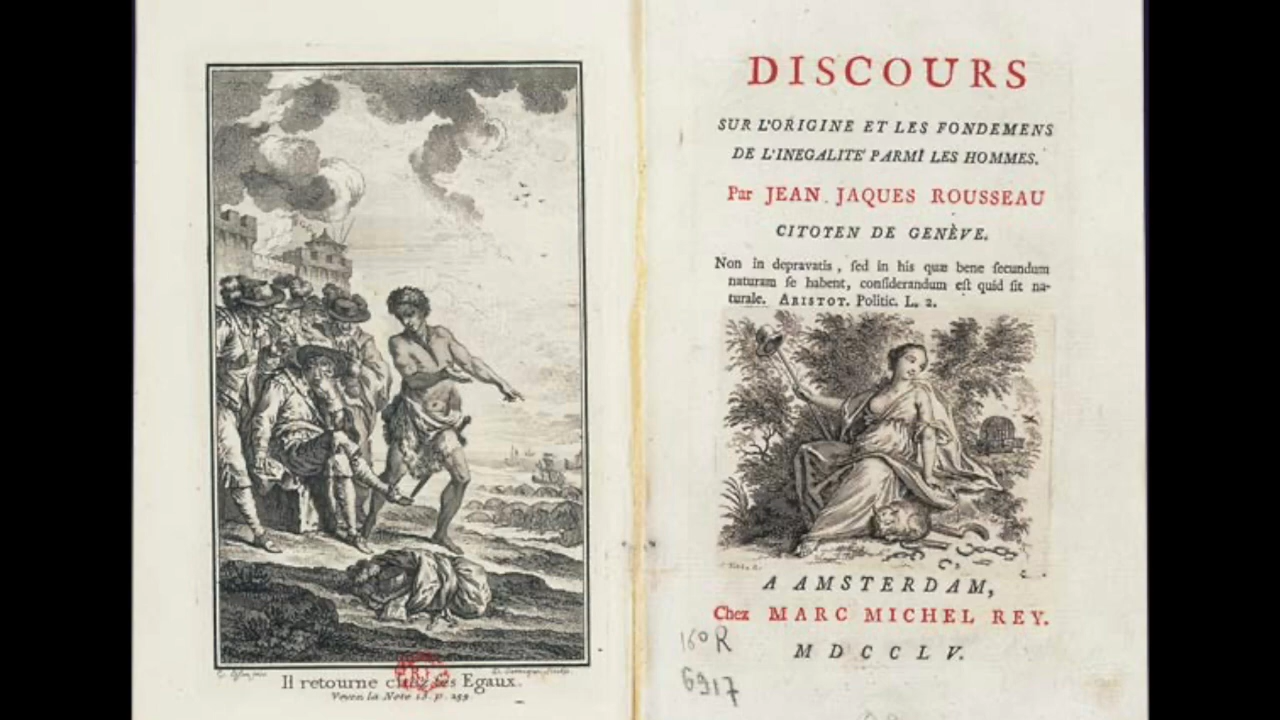 Il retourne chez ses Egaux.
Voyez la Note 13. p. 259
DISCOURS
SUR L'ORIGINE ET LES FONDEMENS
DE L'INEGALITE' PARMI LES HOMMES.
Par JEAN JAQUES ROUSSEAU
CITOYEN DE GENÈVE.
Non in depravatis, sed in his quæ bene secundum
naturam se habent, considerandum est quid sit na-
turale. ARISTOT. Politic. L. 2.
A AMSTERDAM,
Chez MARC MICHEL REY.
MDCCLV.
160 R
6917